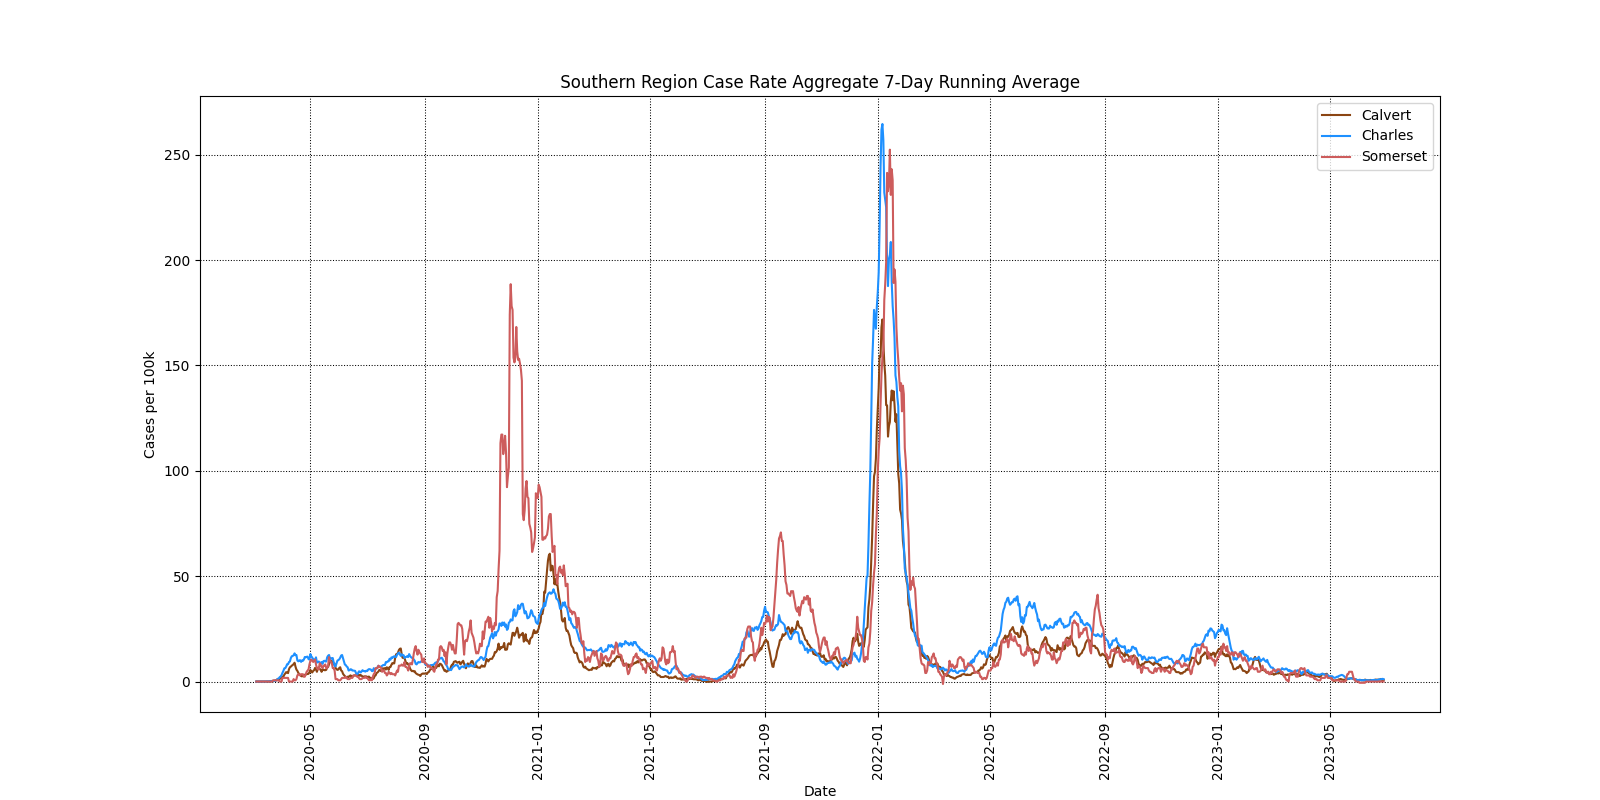 Southern Region Case Rate Aggregate 7-Day Running Average
Calvert
Charles
Somerset
Cases per 100k
250
200
150
100
50
0
2020-05
2020-09
2021-01
2021-05
2021-09
2022-01
2022-05
2022-09
2023-01
2023-05
Date